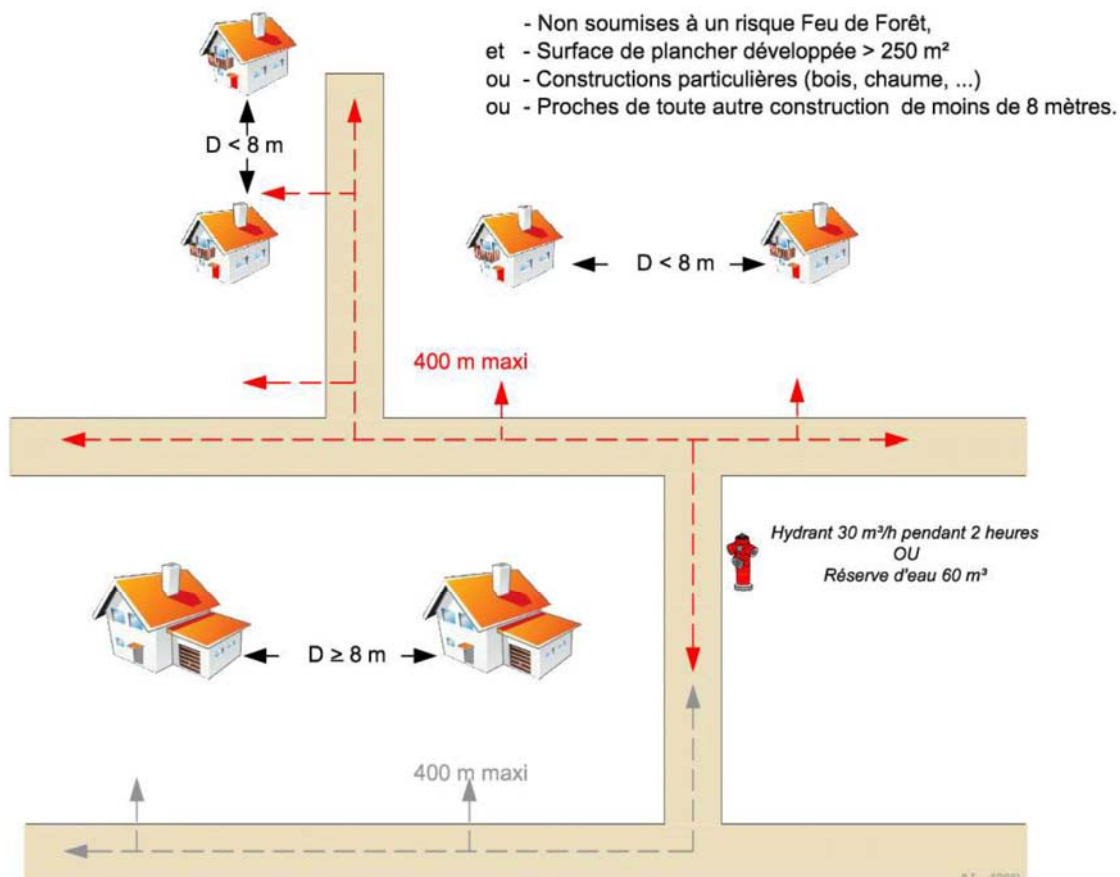 - Non soumises à un risque Feu de Forêt,
et - Surface de plancher développée > 250 m²
ou - Constructions particulières (bois, chaume, ...)
ou - Proches de toute autre construction de moins de 8 mètres.
D < 8 m
D < 8 m
400 m maxi
Hydrant 30 m³/h pendant 2 heures
OU
Réserve d'eau 60 m³
D ≥ 8 m
400 m maxi